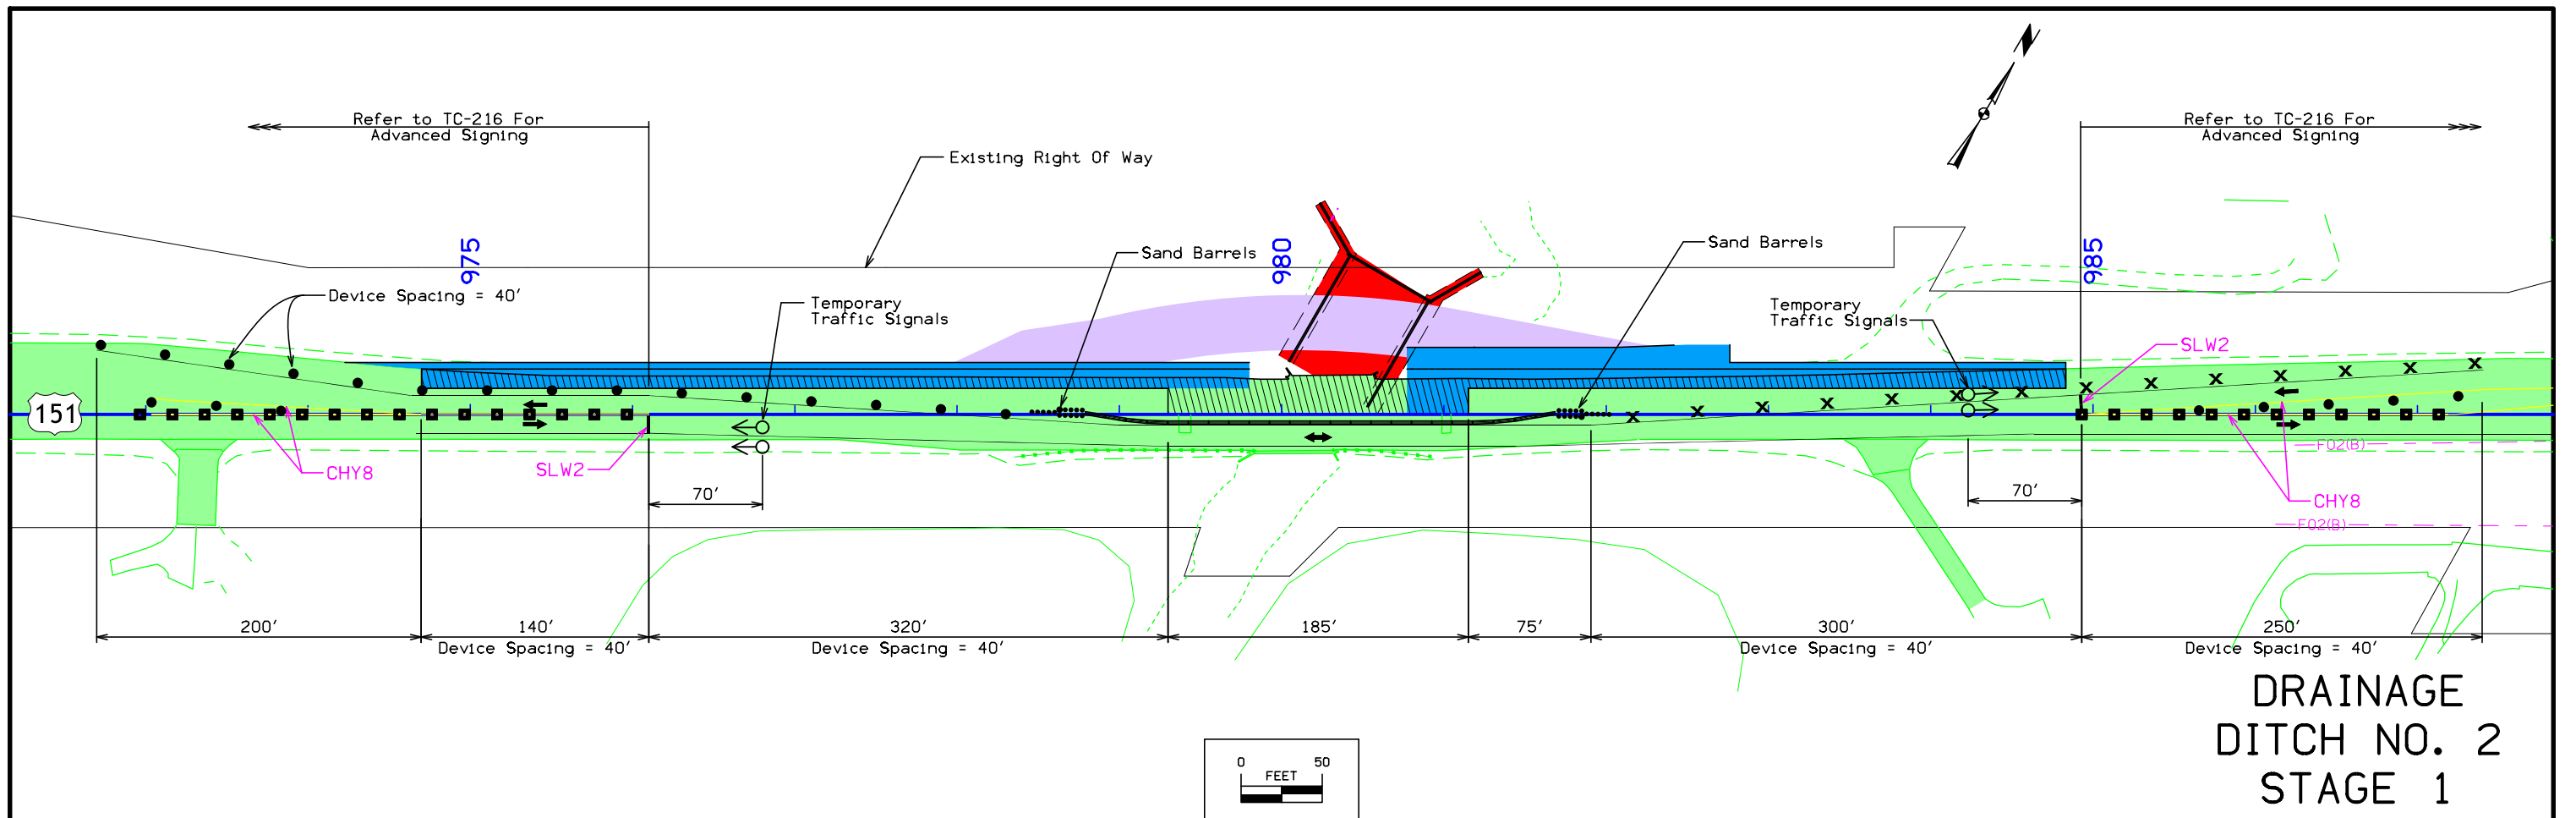 Refer to TC-216 For
Advanced Signing
Refer to TC-216 For
Advanced Signing
Existing Right Of Way
975
980
985
Sand Barrels
Sand Barrels
Device Spacing = 40'
Temporary
Traffic Signals
Temporary
Traffic Signals
SLW2
151
CHY8
SLW2
FO2(B)
CHY8
FO2(B)
70'
70'
200'
140'
320'
185'
75'
300'
250'
Device Spacing = 40'
Device Spacing = 40'
Device Spacing = 40'
Device Spacing = 40'
DRAINAGE
DITCH NO. 2
STAGE 1
0 50
FEET